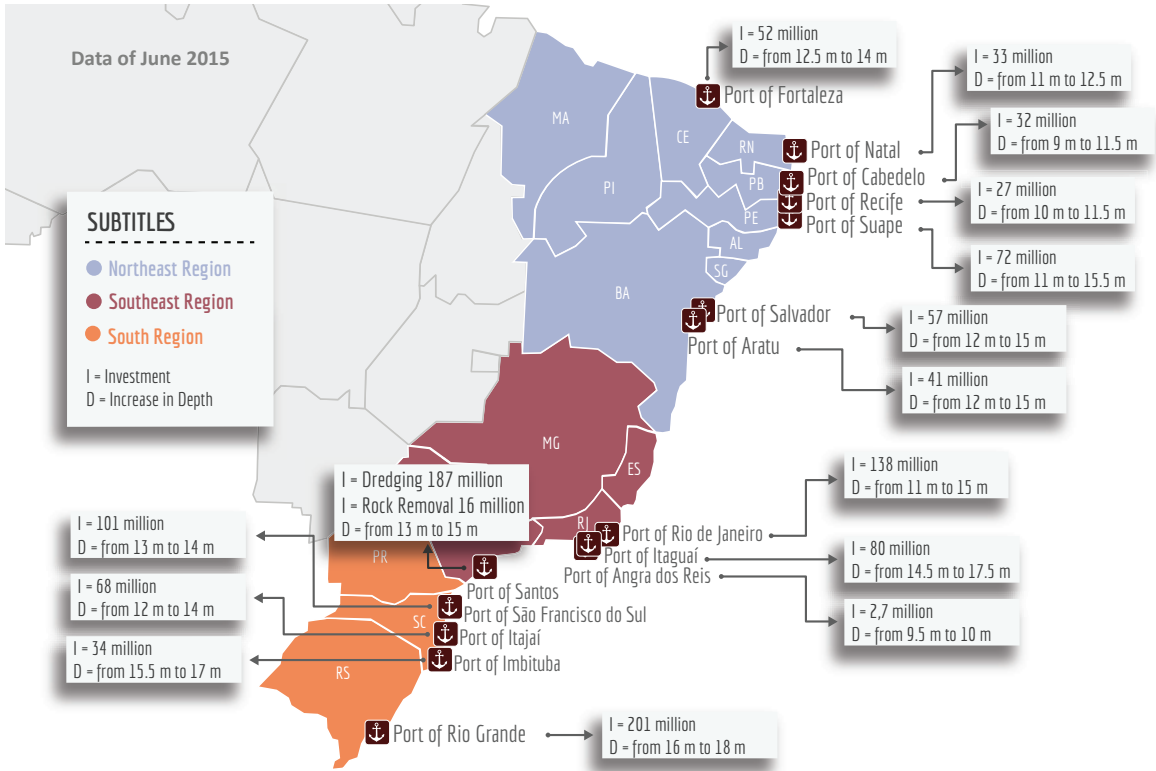 Data of June 2015
I = 52 million
D = from 12.5 m to 14 m
Port of Fortaleza
I = 33 million
D = from 11 m to 12.5 m
I = 32 million
D = from 9 m to 11.5 m
MA
CE
RN
Port of Natal
PI
PB
Port of Cabedelo
I = 27 million
D = from 10 m to 11.5 m
Port of Recife
PE
Port of Suape
AL
SG
I = 72 million
D = from 11 m to 15.5 m
SUBTITLES
Northeast Region
Southeast Region
South Region
I = Investment
D = Increase in Depth
BA
Port of Salvador
I = 57 million
D = from 12 m to 15 m
Port of Aratu
I = 41 million
D = from 12 m to 15 m
MG
ES
I = Dredging 187 million
I = Rock Removal 16 million
D = from 13 m to 15 m
I = 138 million
D = from 11 m to 15 m
RJ
Port of Rio de Janeiro
I = 101 million
D = from 13 m to 14 m
PR
Port of Itaguaí
I = 80 million
D = from 14.5 m to 17.5 m
Port of Angra dos Reis
I = 68 million
D = from 12 m to 14 m
Port of Santos
I = 2,7 million
D = from 9.5 m to 10 m
Port of São Francisco do Sul
SC
Port of Itajaí
I = 34 million
D = from 15.5 m to 17 m
Port of Imbituba
RS
Port of Rio Grande
I = 201 million
D = from 16 m to 18 m